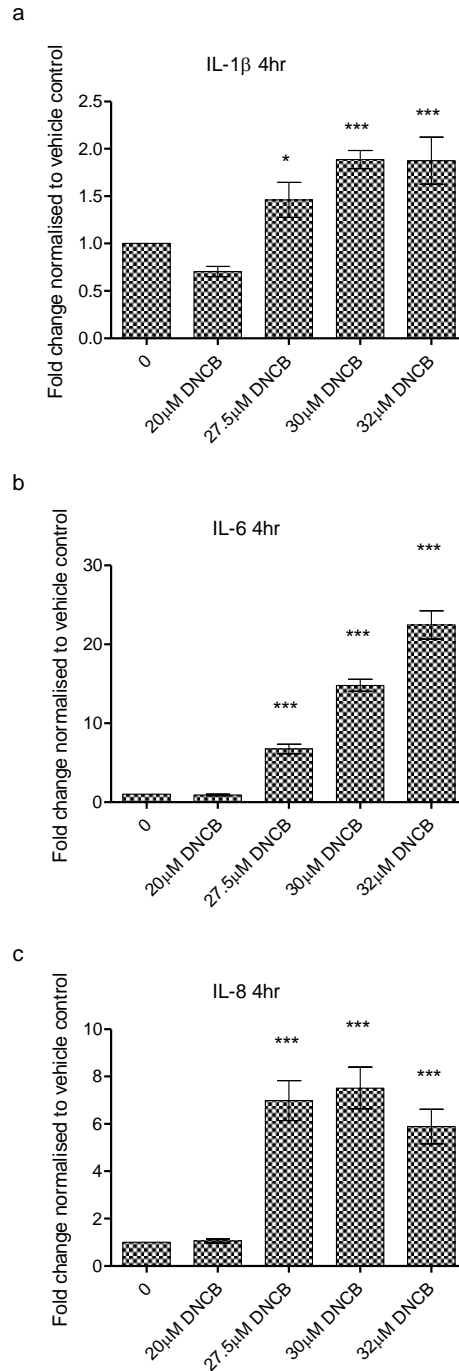 a
IL-1β 4hr
Fold change normalised to vehicle control
2.5
2.0
1.5
1.0
0.5
0.0
*
***
***
0
20μM DNCB
27.5μM DNCB
30μM DNCB
32μM DNCB
b
IL-6 4hr
Fold change normalised to vehicle control
30
20
10
0
***
***
***
0
20μM DNCB
27.5μM DNCB
30μM DNCB
32μM DNCB
c
IL-8 4hr
Fold change normalised to vehicle control
10
8
6
4
2
0
***
***
***
0
20μM DNCB
27.5μM DNCB
30μM DNCB
32μM DNCB